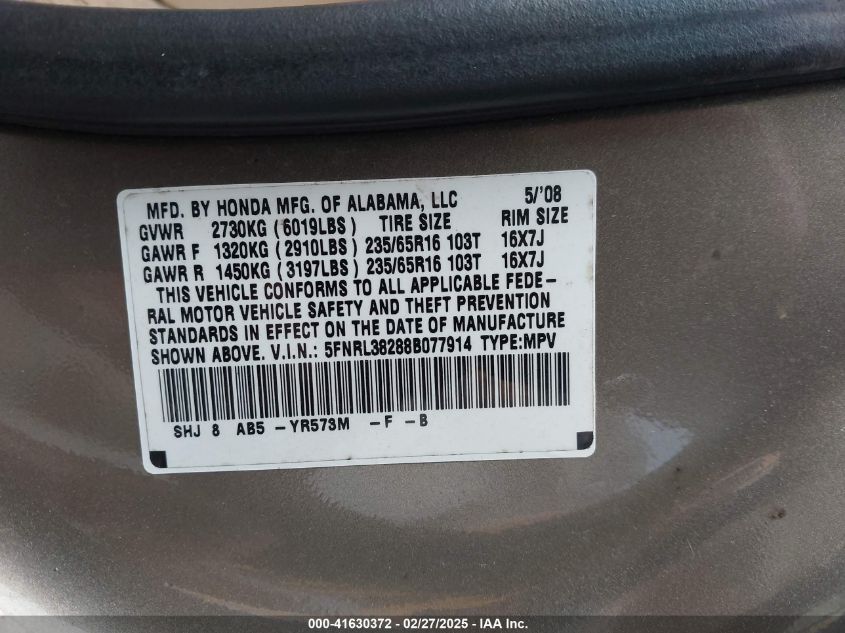 MFD. BY HONDA MFG. OF ALABAMA, LLC 5/'08
GVWR 2730KG ( 6019LBS ) TIRE SIZE RIM SIZE
GAWR F 1320KG ( 2910LBS ) 235/65R16 103T 16X7J
GAWR R 1450KG ( 3197LBS ) 235/65R16 103T 16X7J
THIS VEHICLE CONFORMS TO ALL APPLICABLE FEDE-
RAL MOTOR VEHICLE SAFETY AND THEFT PREVENTION
STANDARDS IN EFFECT ON THE DATE OF MANUFACTURE
SHOWN ABOVE. V.I.N.: 5FNRL38288B077914 TYPE:MPV
SHJ 8 AB5 -YR573M -F -B
000-41630372 - 02/27/2025 - IAA Inc.